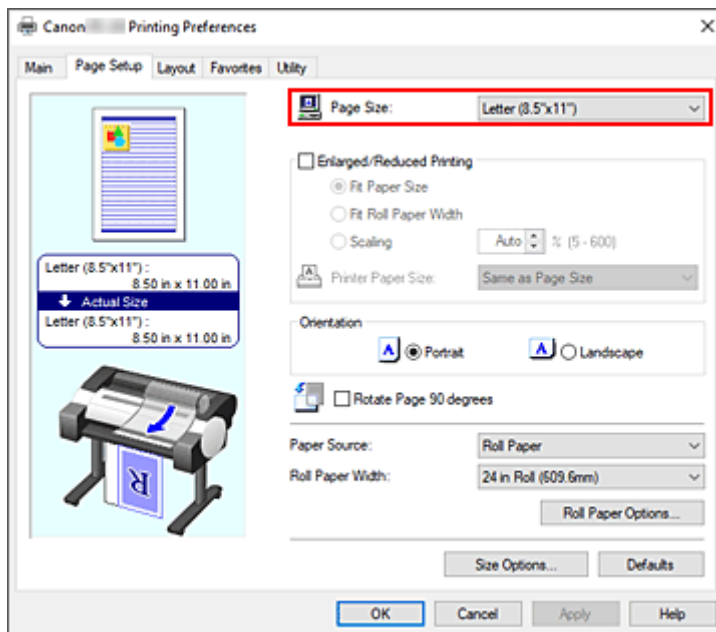 Canon Printing Preferences
Main Page Setup Layout Favorites Utility
Page Size: Letter (8.5"x11")
Enlarged/Reduced Printing
Fit Paper Size
Fit Roll Paper Width
Scaling Auto % (5 - 600)
Printer Paper Size: Same as Page Size
Letter (8.5"x11") :
8.50 in x 11.00 in
Actual Size
Letter (8.5"x11") :
8.50 in x 11.00 in
Orientation
A Portrait A Landscape
Rotate Page 90 degrees
Paper Source: Roll Paper
Roll Paper Width: 24 in Roll (609.6mm)
R
Roll Paper Options...
Size Options... Defaults
OK Cancel Apply Help